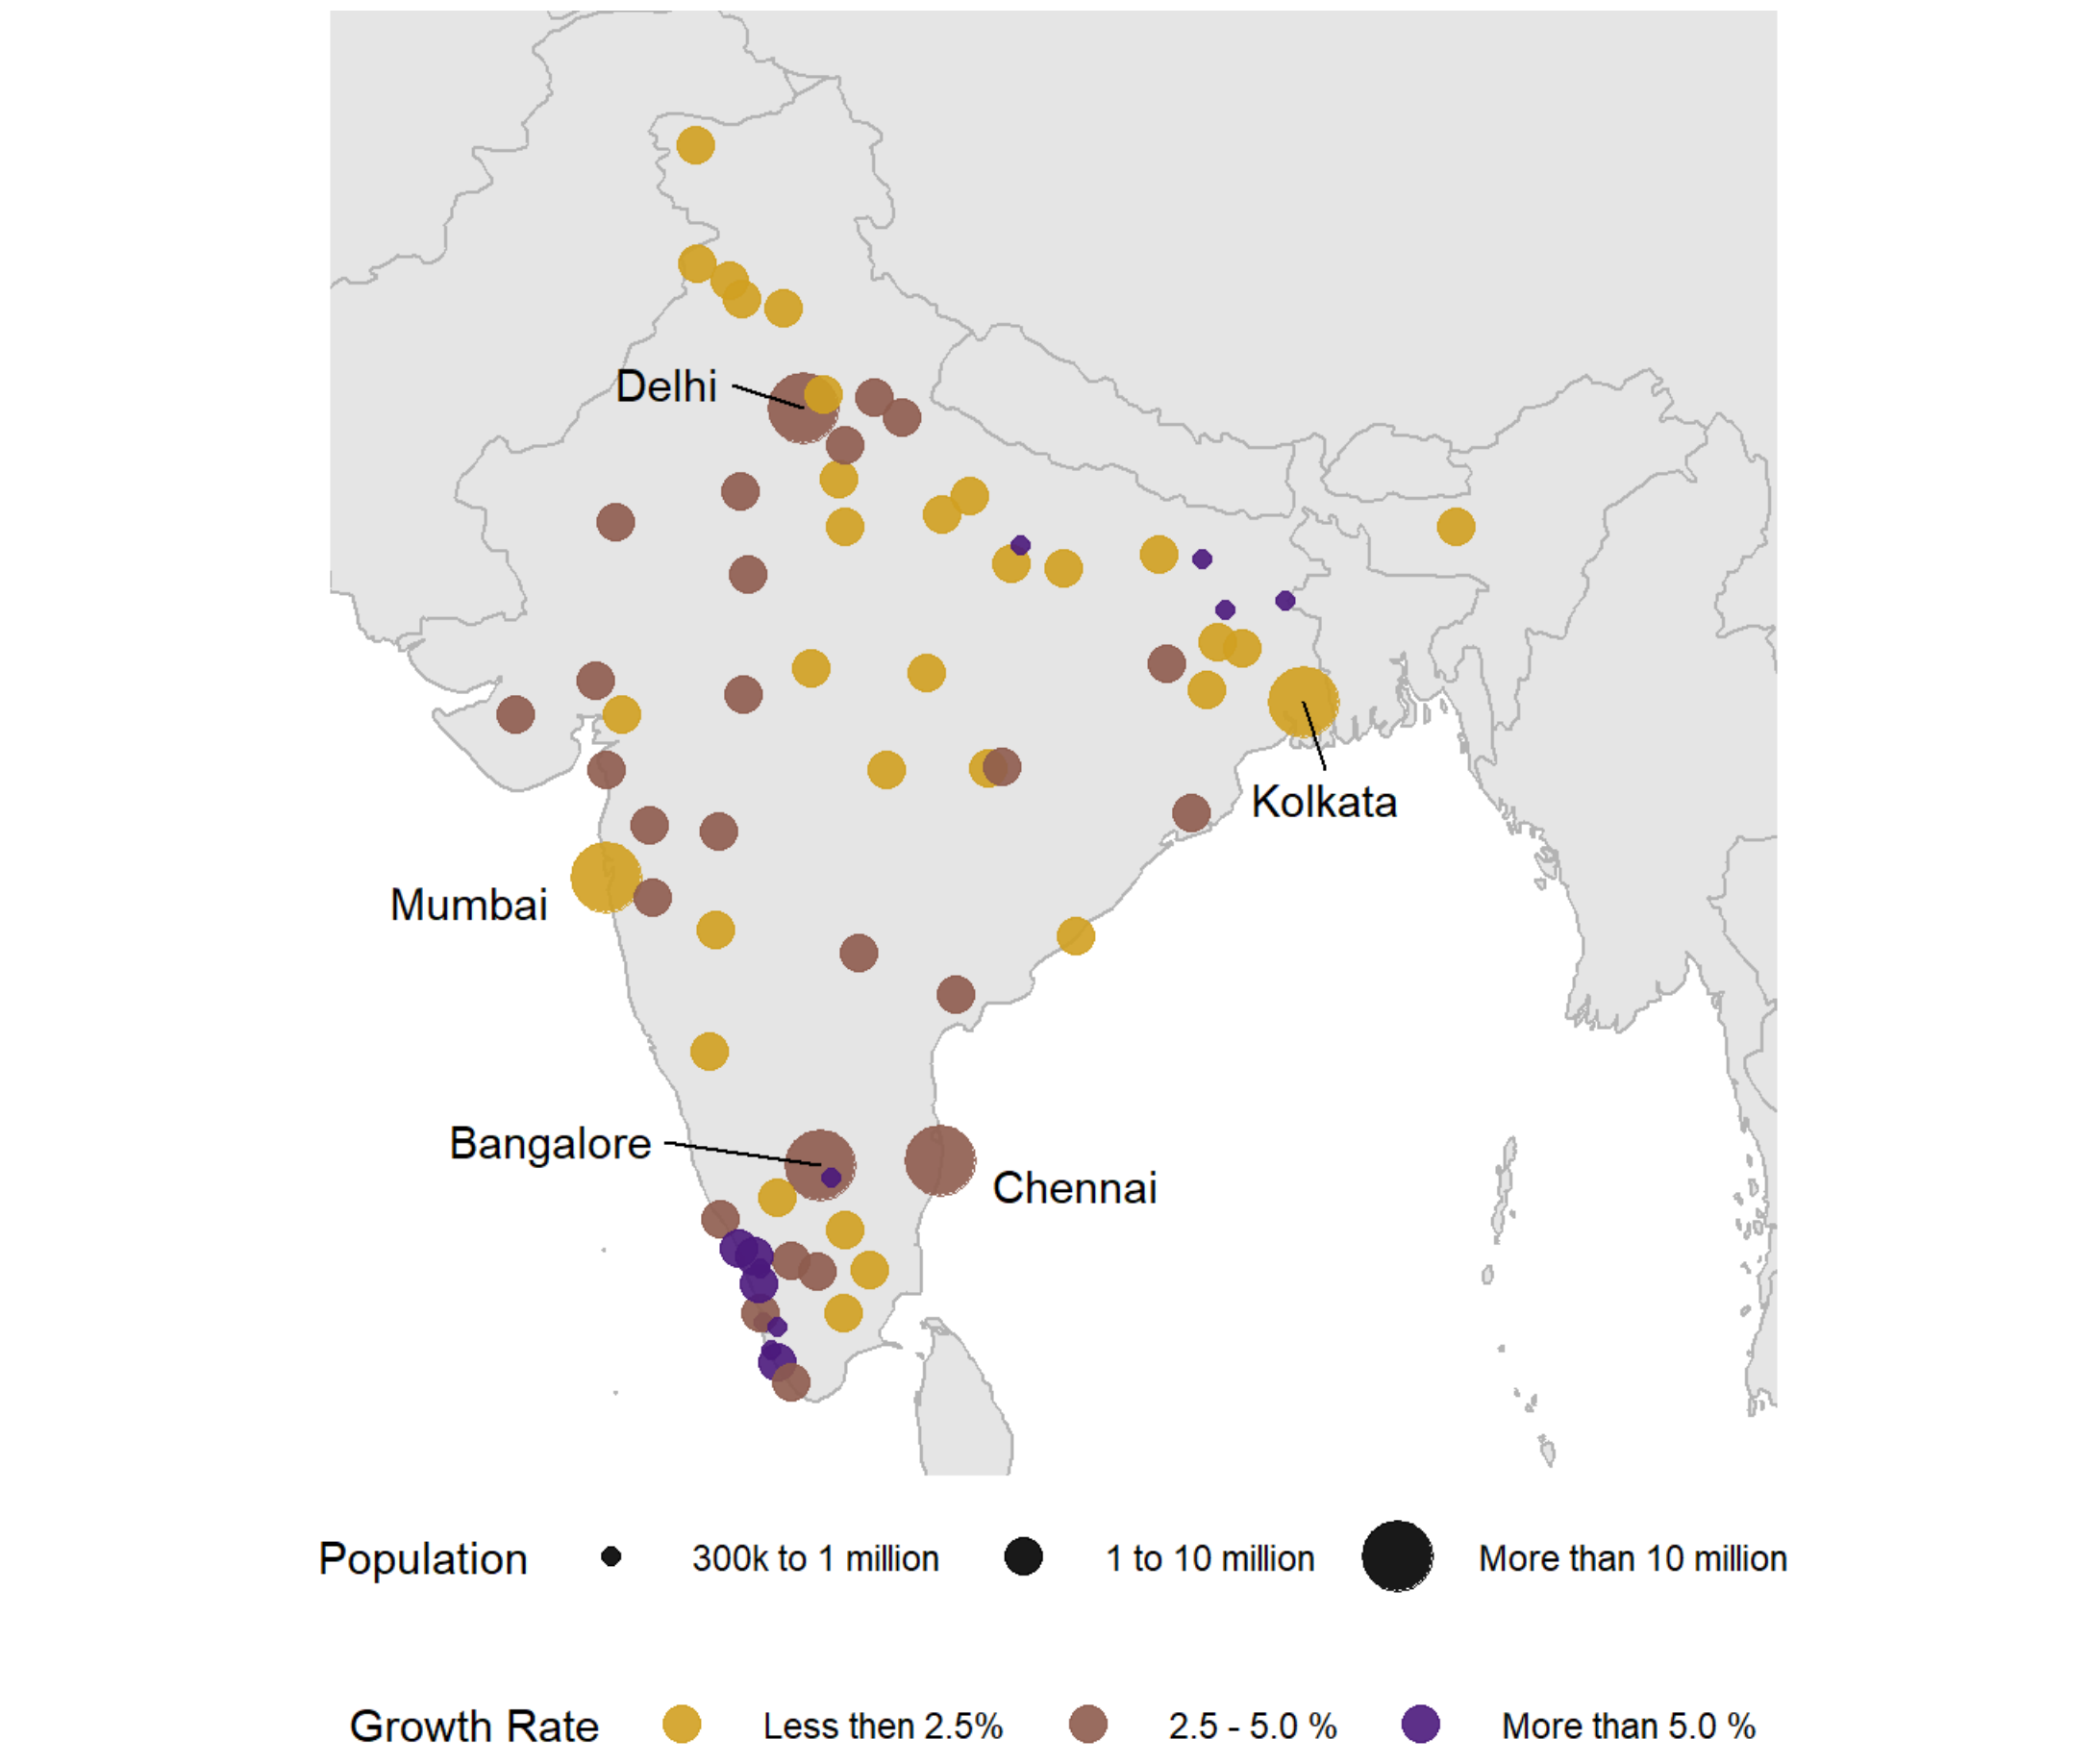 Delhi
Kolkata
Mumbai
Bangalore
Chennai
Population 300k to 1 million 1 to 10 million More than 10 million
Growth Rate Less then 2.5% 2.5 - 5.0 % More than 5.0 %